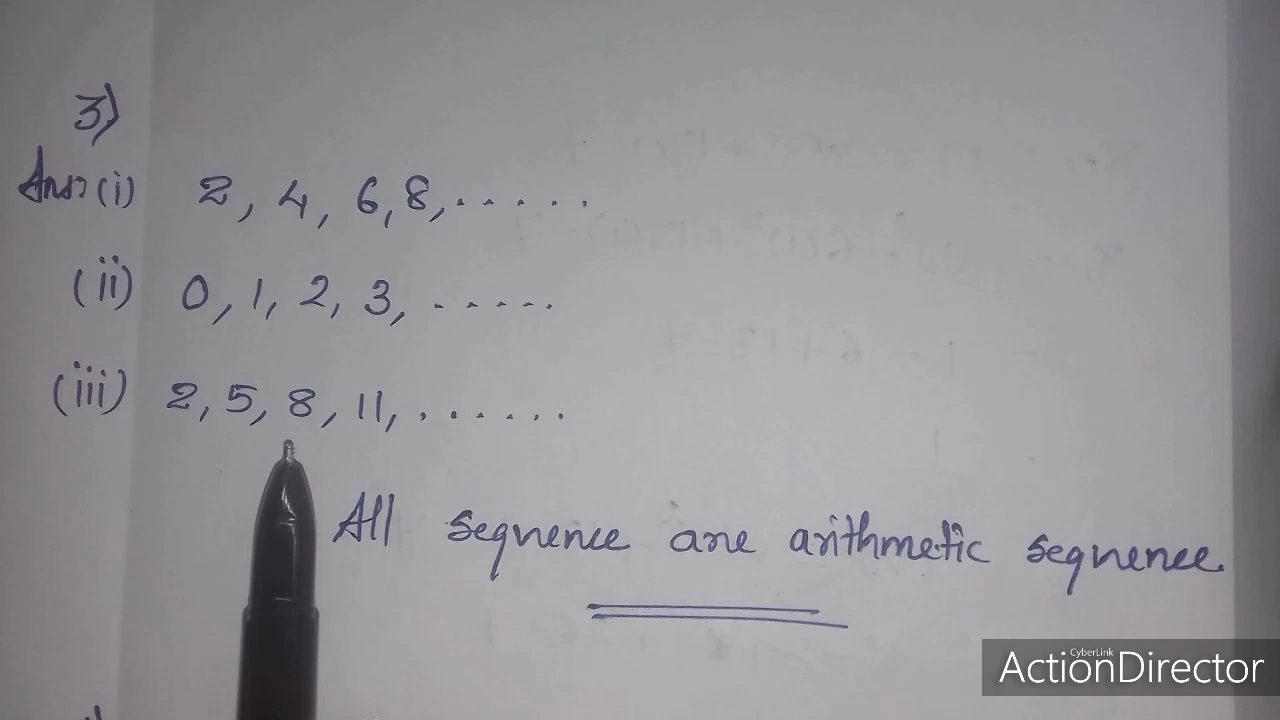 3)
Ans: (i) 2, 4, 6, 8, . . . . .
(ii) 0, 1, 2, 3, . . . . .
(iii) 2, 5, 8, 11, . . . . . .
All sequence are arithmetic sequence.
CyberLink
ActionDirector